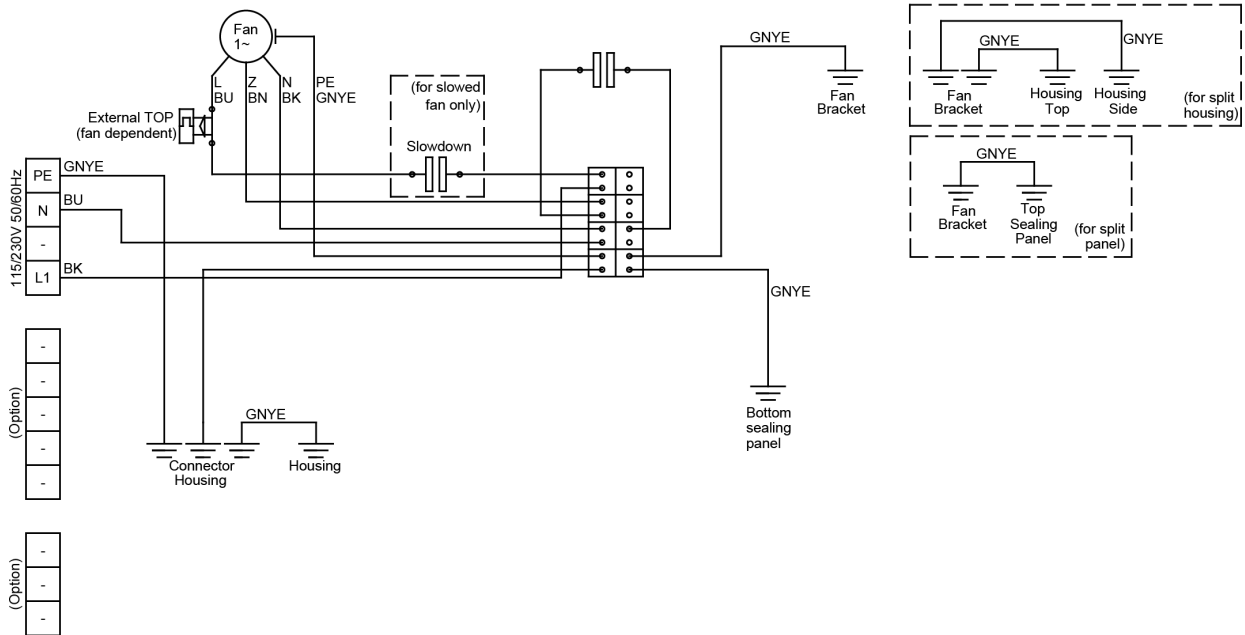 Fan
1~
L
BU
Z
BN
N
BK
PE
GNYE
External TOP
(fan dependent)
(for slowed
fan only)
Slowdown
GNYE
Fan
Bracket
GNYE
GNYE
Fan
Bracket
Housing
Top
Housing
Side
(for split
housing)
GNYE
Fan
Bracket
Top
Sealing
Panel
(for split
panel)
115/230V 50/60Hz
PE
GNYE
N
BU
-
L1
BK
GNYE
Bottom
sealing
panel
(Option)
-
-
-
-
-
GNYE
Connector
Housing
Housing
(Option)
-
-
-